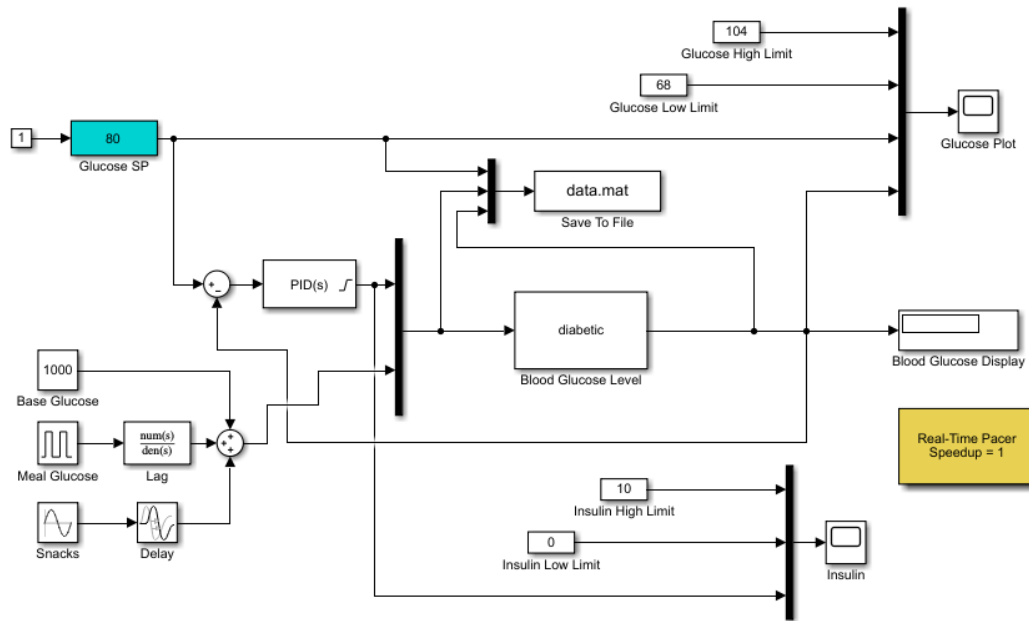 104
Glucose High Limit
68
Glucose Low Limit
Glucose Plot
1
80
Glucose SP
data.mat
Save To File
+
−
PID(s)
diabetic
Blood Glucose Level
Blood Glucose Display
1000
Base Glucose
num(s)
den(s)
+
+
+
Meal Glucose
Lag
Real-Time Pacer
Speedup = 1
10
Insulin High Limit
0
Insulin Low Limit
Insulin
Snacks
Delay